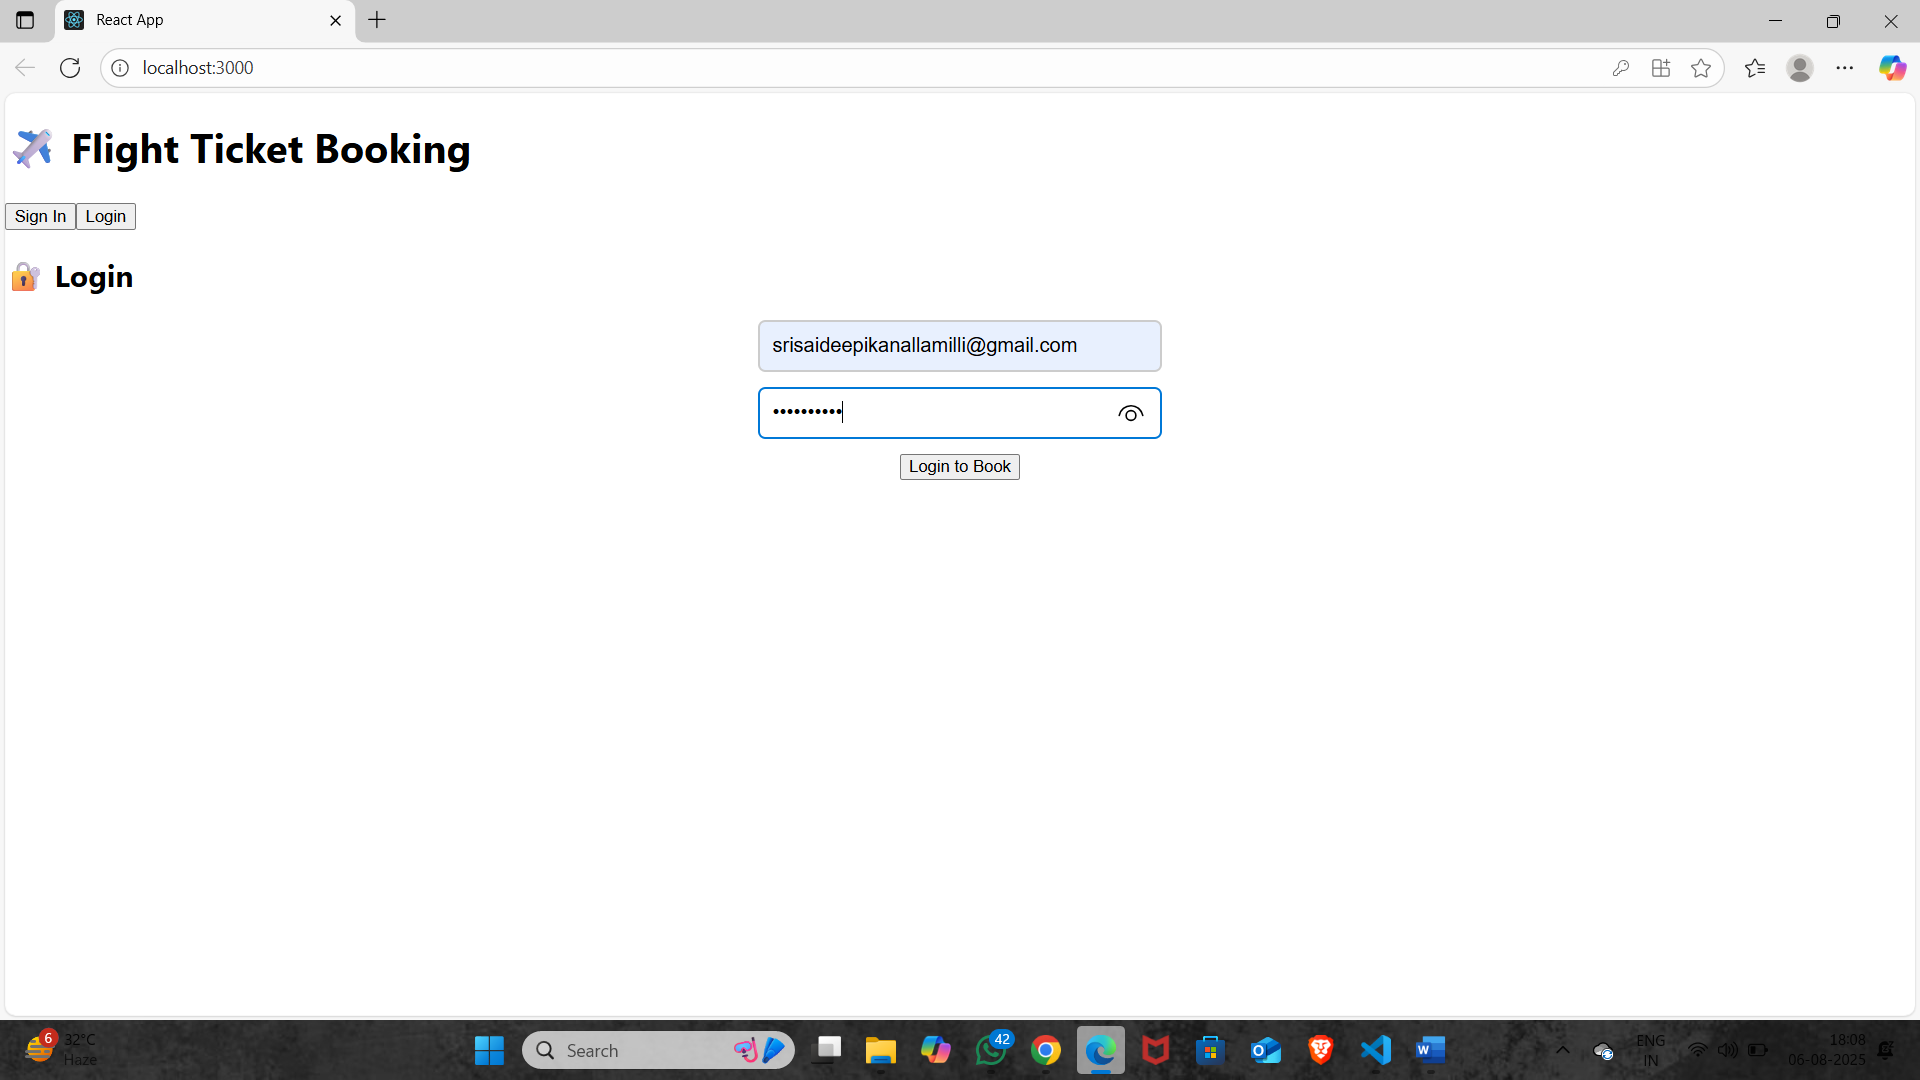 React App
localhost:3000
Flight Ticket Booking
Sign In Login
Login
srisaideepikanallamilli@gmail.com
••••••••••
Login to Book
6
32°C
Haze
Search
42
ENG
IN
18:08
06-08-2025